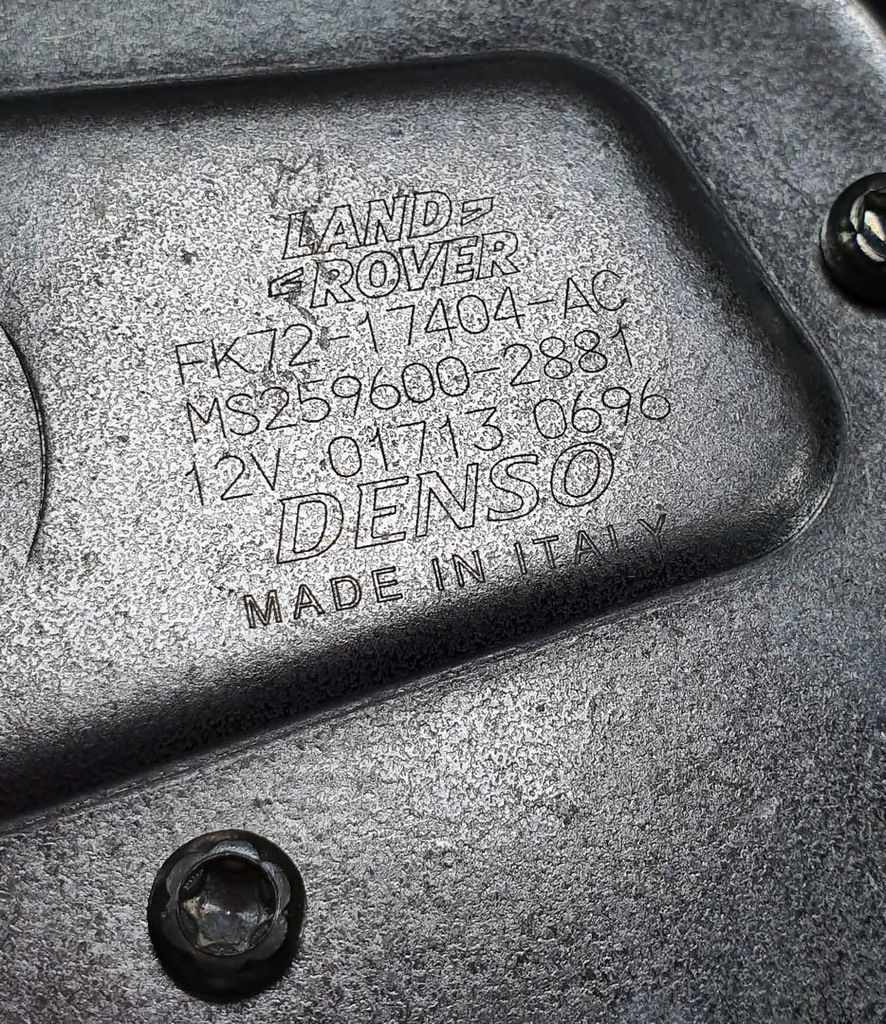 LAND
ROVER
FK72-17404-AC
MS259600-2881
12V 01713 0696
DENSO
MADE IN ITALY